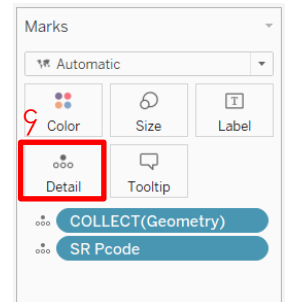 Marks
Automatic
Color Size Label
Detail Tooltip
COLLECT(Geometry)
SR Pcode